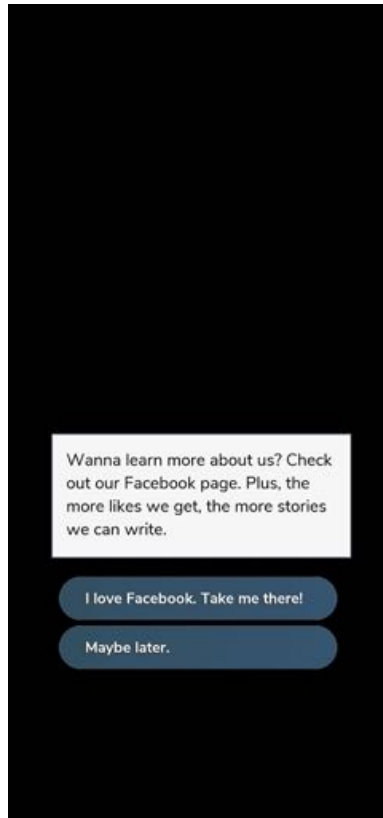 Wanna learn more about us? Check
out our Facebook page. Plus, the
more likes we get, the more stories
we can write.
I love Facebook. Take me there!
Maybe later.